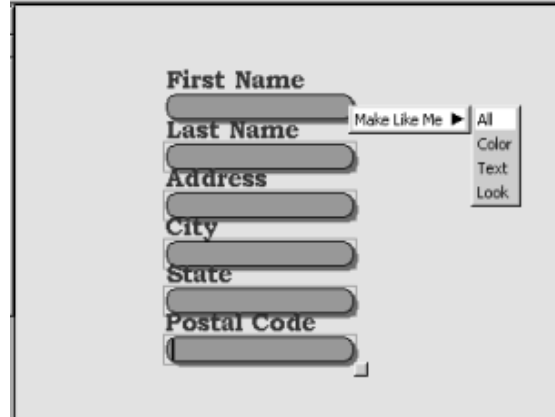 First Name
Make Like Me All
Last Name
Color
Address
Text
Look
City
State
Postal Code